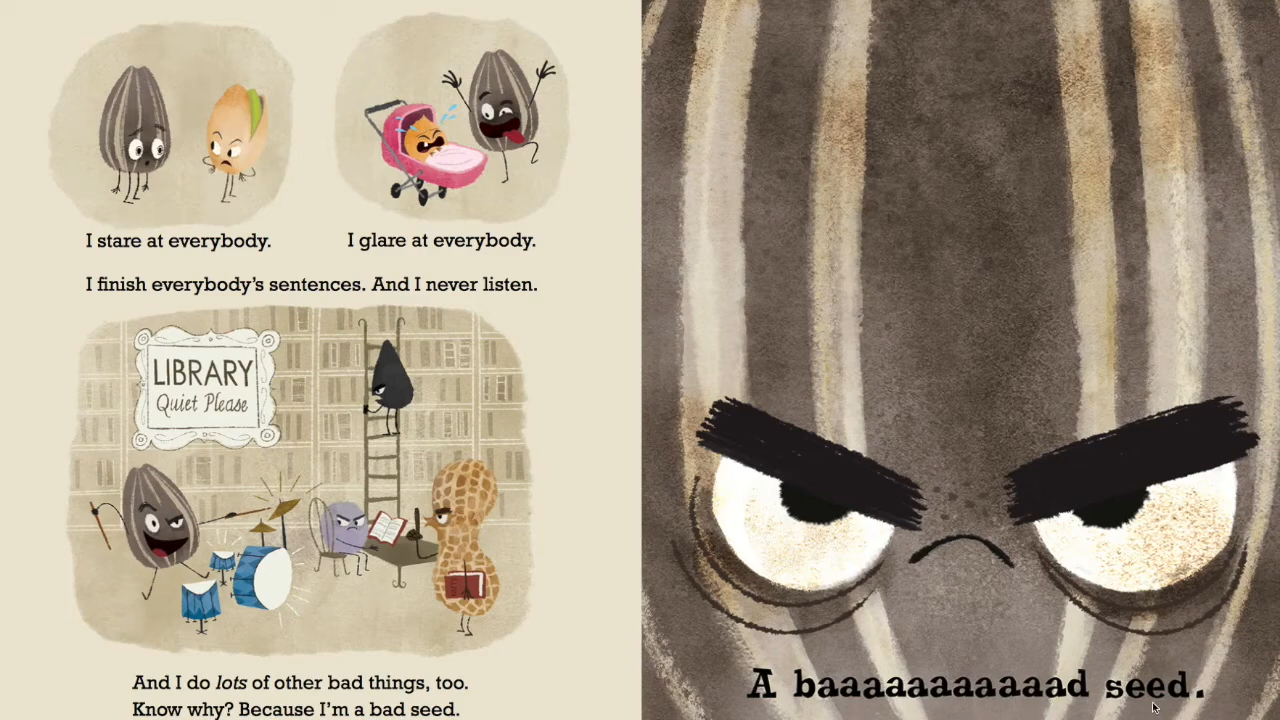 I stare at everybody.
I glare at everybody.
I finish everybody's sentences. And I never listen.
LIBRARY
Quiet Please
And I do lots of other bad things, too.
Know why? Because I'm a bad seed.
A baaaaaaaaaaaad seed.